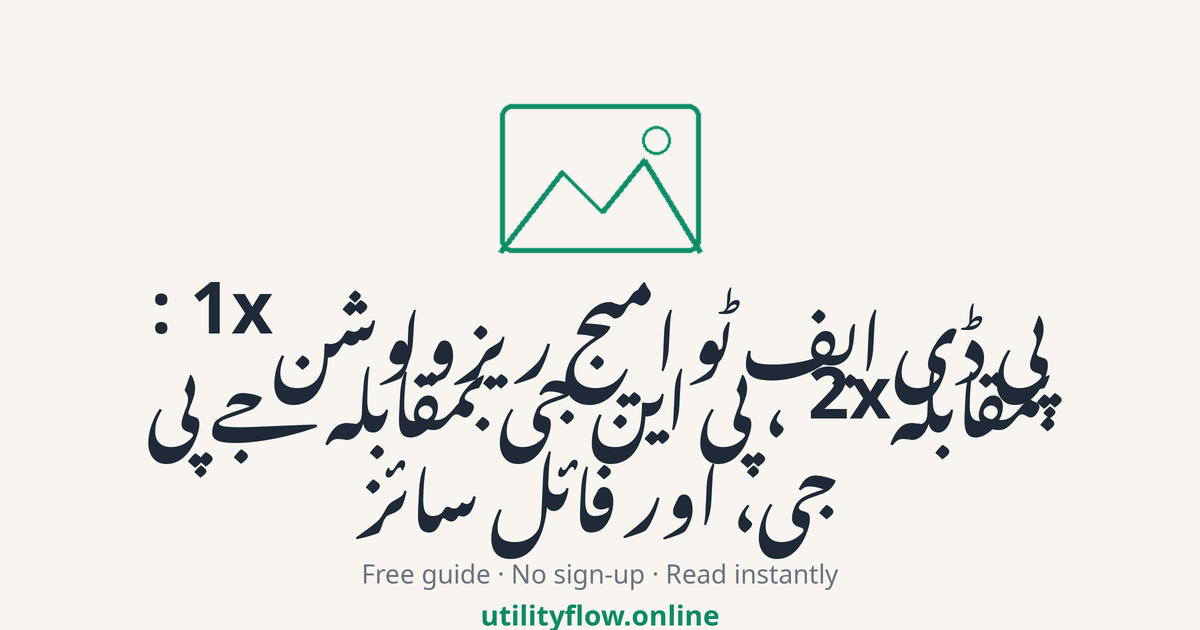 پی ڈی ایف ٹو امیج ریزولوشن: 1x
بمقابلہ 2x، پی این جی بمقابلہ جے پی
جی، اور فائل سائز
Free guide · No sign-up · Read instantly
utilityflow.online